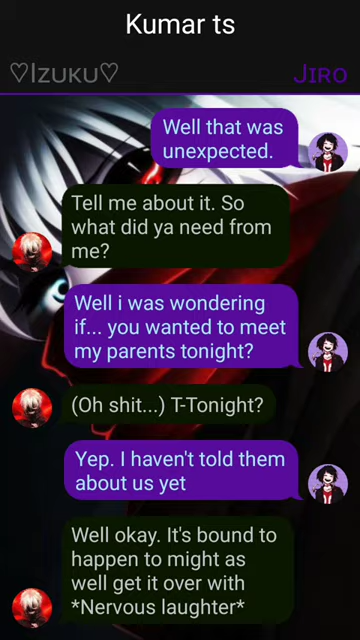 Kumar ts
♡Izuku♡ Jiro
Well that was
unexpected.
Tell me about it. So
what did ya need from
me?
Well i was wondering
if... you wanted to meet
my parents tonight?
(Oh shit...) T-Tonight?
Yep. I haven't told them
about us yet
Well okay. It's bound to
happen to might as
well get it over with
*Nervous laughter*